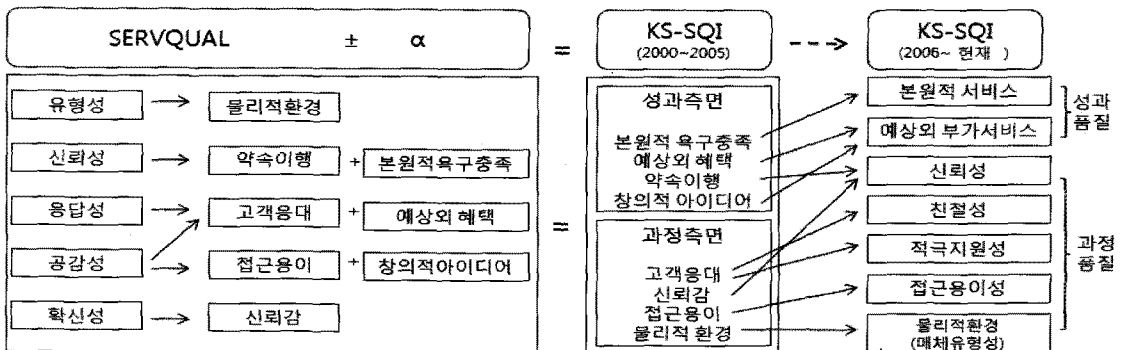 SERVQUAL ± α
=
KS-SQI
(2000~2005)
KS-SQI
(2006~ 현재 )
유형성
물리적환경
신뢰성
약속이행
+
본원적욕구충족
응답성
고객응대
+
예상외 혜택
공감성
접근용이
+
창의적아이디어
확신성
신뢰감
=
성과측면
본원적 욕구충족
예상외 혜택
약속이행
창의적 아이디어
과정측면
고객응대
신뢰감
접근용이
물리적 환경
본원적 서비스
예상외 부가서비스
신뢰성
친절성
적극지원성
접근용이성
물리적환경
(매체유형성)
성과
품질
과정
품질